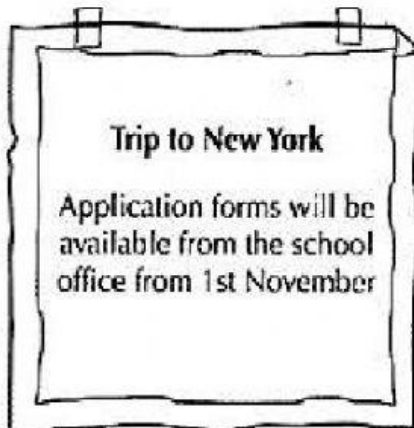 Trip to New York
Application forms will be
available from the school
office from 1st November